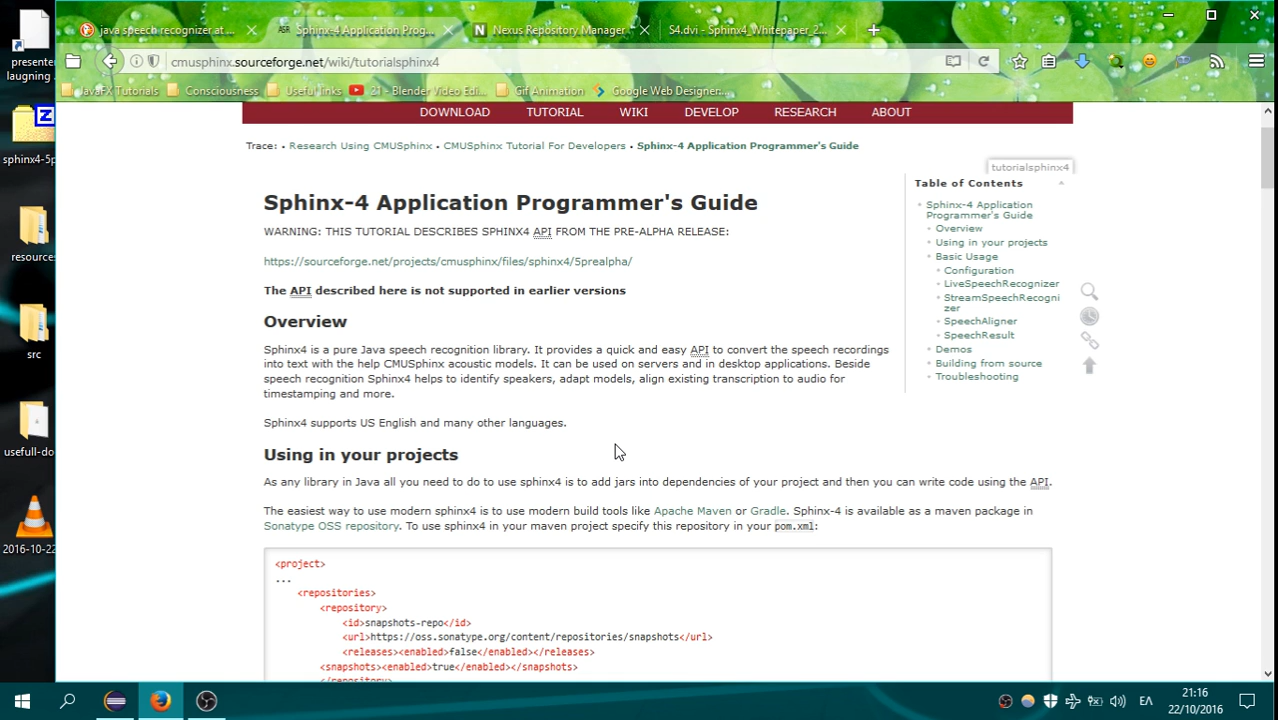 java speech recognizer at ...
Sphinx-4 Application Prog...
Nexus Repository Manager
S4.dvi - Sphinx4_Whitepaper_2...
cmusphinx.sourceforge.net/wiki/tutorialsphinx4
JavaFX Tutorials
Consciousness
Useful links
21 - Blender Video Edi...
Gif Animation
Google Web Designer:...
DOWNLOAD TUTORIAL WIKI DEVELOP RESEARCH ABOUT
Trace: • Research Using CMUSphinx • CMUSphinx Tutorial For Developers • Sphinx-4 Application Programmer's Guide
tutorialsphinx4
Table of Contents
Sphinx-4 Application
Programmer's Guide
Overview
Using in your projects
Basic Usage
Configuration
LiveSpeechRecognizer
StreamSpeechRecogni
zer
SpeechAligner
SpeechResult
Demos
Building from source
Troubleshooting
Sphinx-4 Application Programmer's Guide
WARNING: THIS TUTORIAL DESCRIBES SPHINX4 API FROM THE PRE-ALPHA RELEASE:
https://sourceforge.net/projects/cmusphinx/files/sphinx4/5prealpha/
The API described here is not supported in earlier versions
Overview
Sphinx4 is a pure Java speech recognition library. It provides a quick and easy API to convert the speech recordings
into text with the help CMUSphinx acoustic models. It can be used on servers and in desktop applications. Beside
speech recognition Sphinx4 helps to identify speakers, adapt models, align existing transcription to audio for
timestamping and more.
Sphinx4 supports US English and many other languages.
Using in your projects
As any library in Java all you need to do to use sphinx4 is to add jars into dependencies of your project and then you can write code using the API.
The easiest way to use modern sphinx4 is to use modern build tools like Apache Maven or Gradle. Sphinx-4 is available as a maven package in
Sonatype OSS repository. To use sphinx4 in your maven project specify this repository in your pom.xml:
<project>
...
<repositories>
<repository>
<id>snapshots-repo</id>
<url>https://oss.sonatype.org/content/repositories/snapshots</url>
<releases><enabled>false</enabled></releases>
<snapshots><enabled>true</enabled></snapshots>
</repository>
presente
laugning
Z
sphinx4-5p
resources
src
usefull-do
2016-10-22
ΕΛ
21:16
22/10/2016